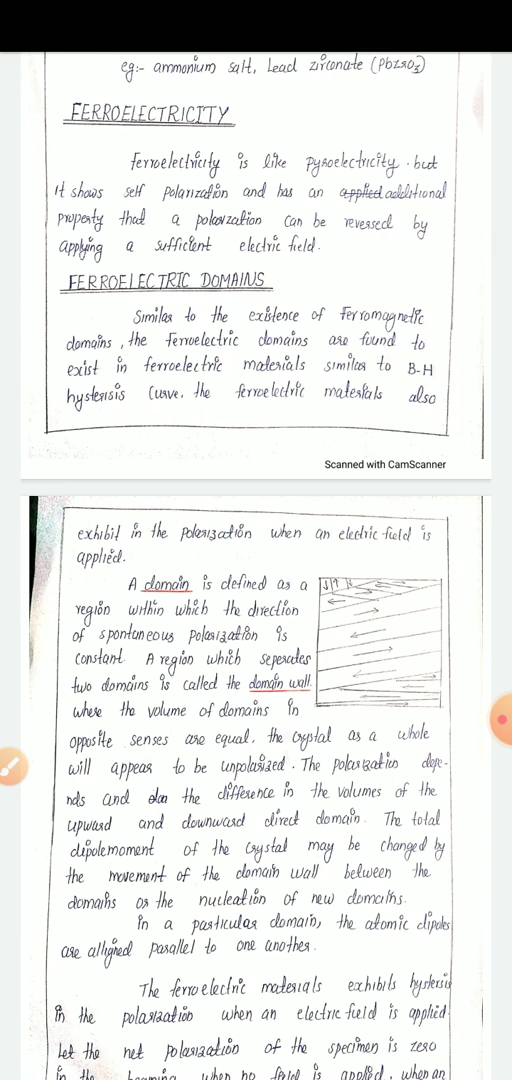 eg:- ammonium salt, Lead zirconate (PbZrO3)
FERROELECTRICITY
Ferroelectricity is like pyroelectricity. but
it shows self polarization and has an applied additional
property that a polarization can be reversed by
applying a sufficient electric field.
FERROELECTRIC DOMAINS
Similar to the existence of Ferromagnetic
domains, the Ferroelectric domains are found to
exist in ferroelectric materials similar to B-H
hysterisis curve. the ferroelectric materials also
Scanned with CamScanner
exhibit in the polarization when an electric field is
applied.
A domain is defined as a
region within which the direction
of spontaneous polarization is
constant. A region which seperates
two domains is called the domain wall.
where the volume of domains in
opposite senses are equal. the crystal as a whole
will appear to be unpolarized. The polarization depe-
nds and the difference in the volumes of the
upward and downward direct domain. The total
dipolemoment of the crystal may be changed by
the movement of the domain wall between the
domains or the nucleation of new domains.
in a particular domain, the atomic dipoles
are alligned parallel to one another.
The ferroelectric materials exhibits hysteresis
in the polarization when an electric field is applied.
Let the net polarization of the specimen is zero
in the when no field is applied. when an